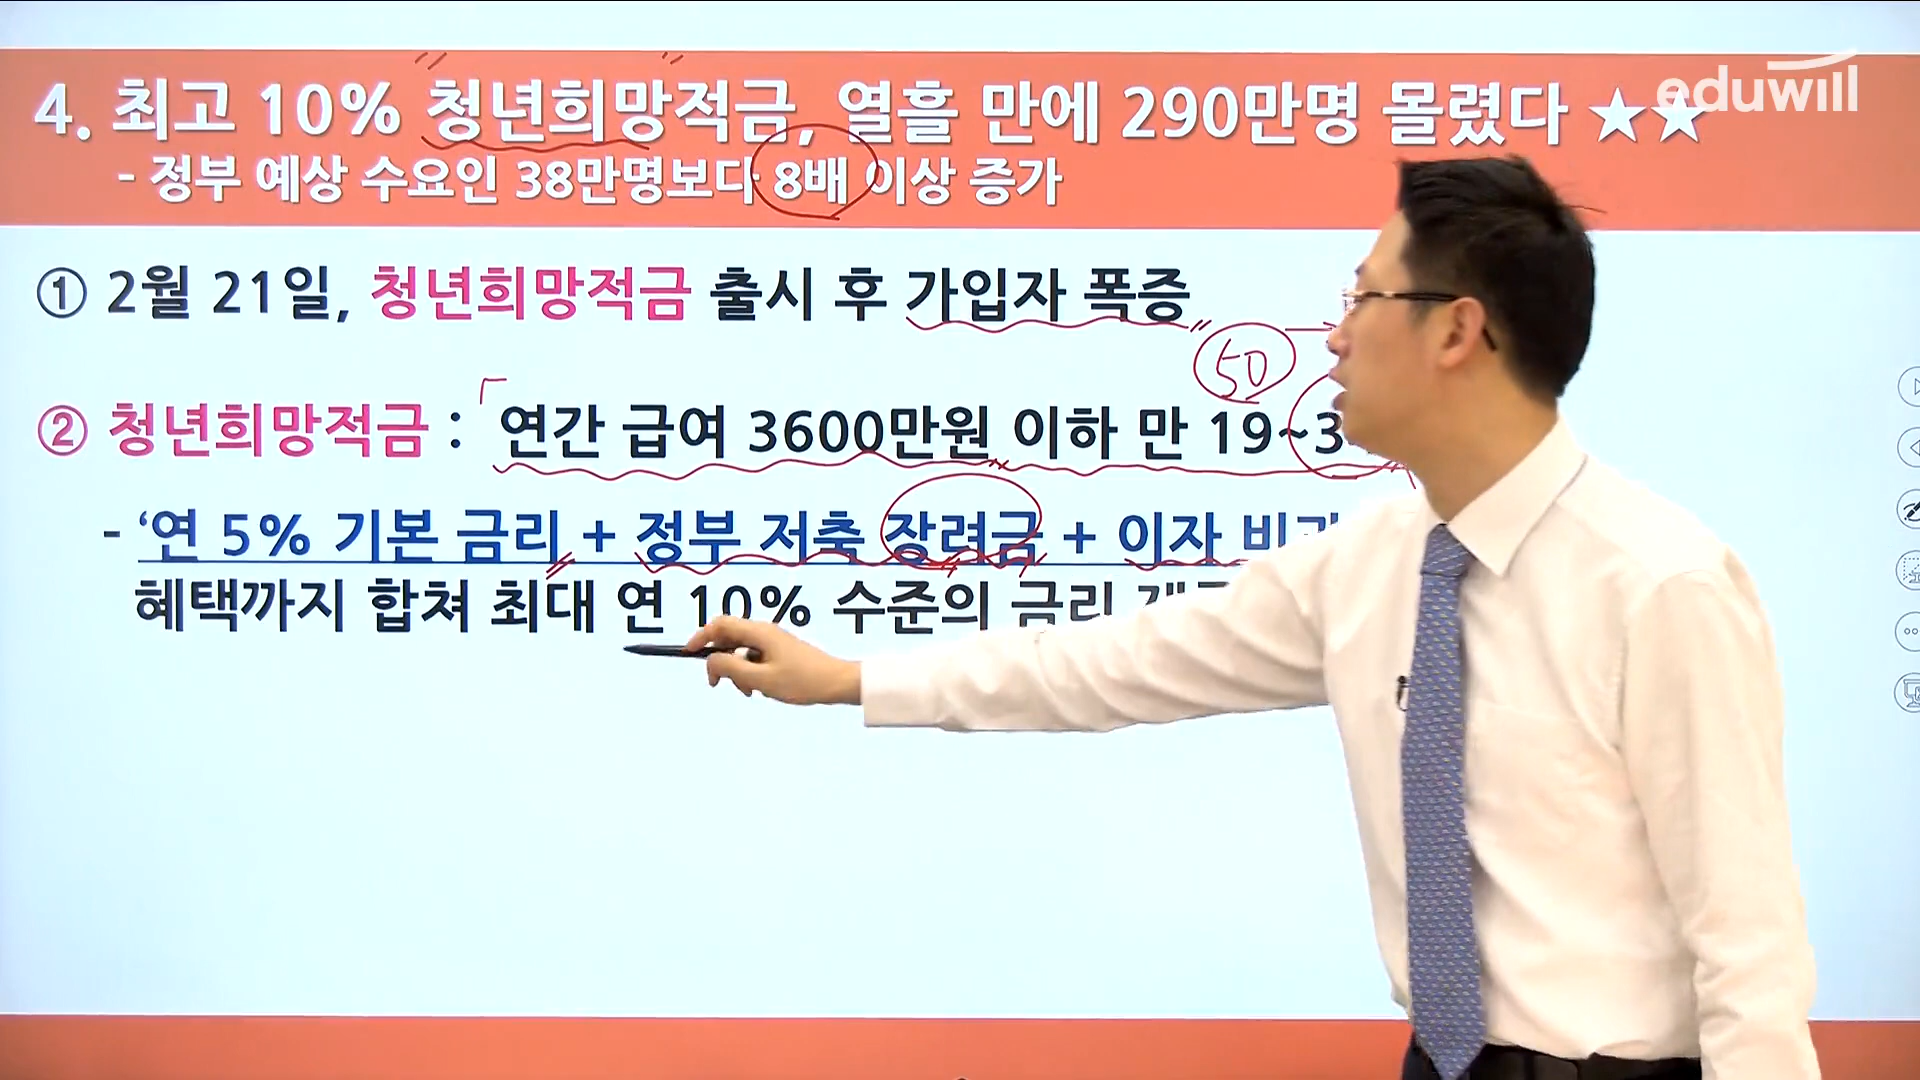 eduwill
4. 최고 10% 청년희망적금, 열흘 만에 290만명 몰렸다 ★★
- 정부 예상 수요인 38만명보다 8배 이상 증가
① 2월 21일, 청년희망적금 출시 후 가입자 폭증
50
② 청년희망적금 : 연간 급여 3600만원 이하 만 19~3
- ‘연 5% 기본 금리 + 정부 저축 장려금 + 이자
혜택까지 합쳐 최대 연 10% 수준의 금리